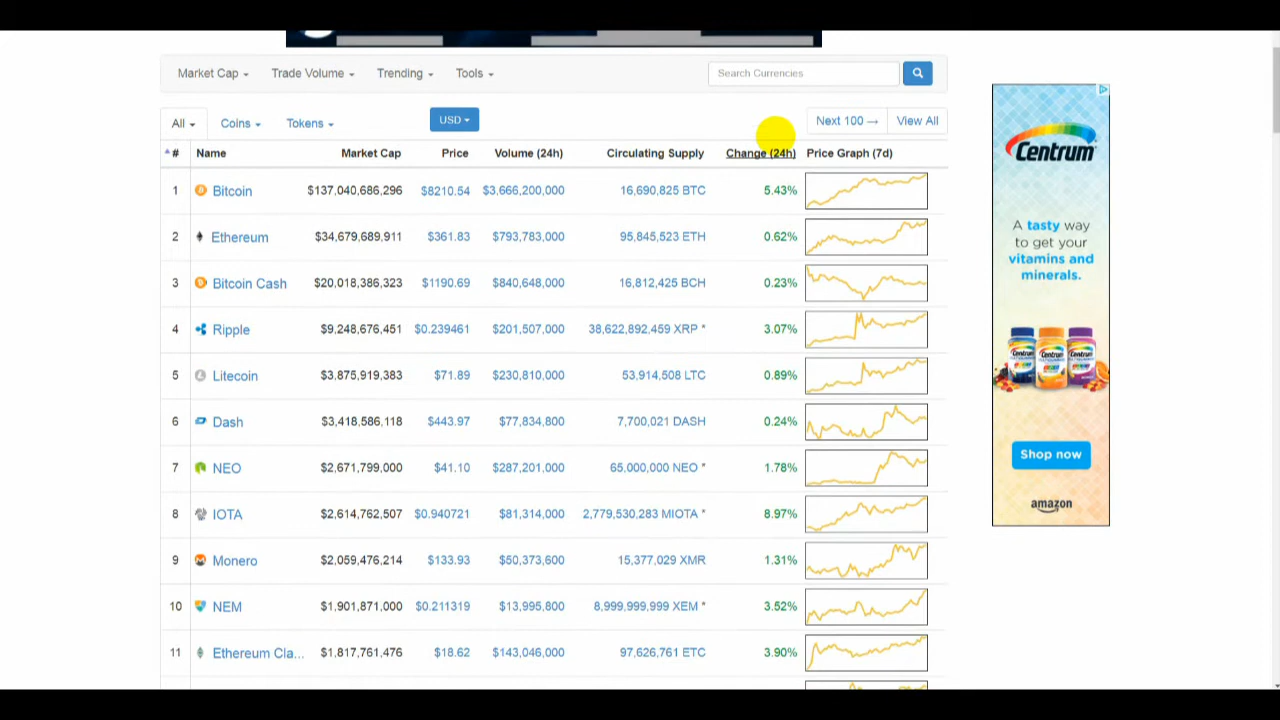 Market Cap Trade Volume Trending Tools Search Currencies
All Coins Tokens USD Next 100 → View All
# Name Market Cap Price Volume (24h) Circulating Supply Change (24h) Price Graph (7d)
1 Bitcoin $137,040,686,296 $8210.54 $3,666,200,000 16,690,825 BTC 5.43%
2 Ethereum $34,679,689,911 $361.83 $793,783,000 95,845,523 ETH 0.62%
3 Bitcoin Cash $20,018,386,323 $1190.69 $840,648,000 16,812,425 BCH 0.23%
4 Ripple $9,248,676,451 $0.239461 $201,507,000 38,622,892,459 XRP * 3.07%
5 Litecoin $3,875,919,383 $71.89 $230,810,000 53,914,508 LTC 0.89%
6 Dash $3,418,586,118 $443.97 $77,834,800 7,700,021 DASH 0.24%
7 NEO $2,671,799,000 $41.10 $287,201,000 65,000,000 NEO * 1.78%
8 IOTA $2,614,762,507 $0.940721 $81,314,000 2,779,530,283 MIOTA * 8.97%
9 Monero $2,059,476,214 $133.93 $50,373,600 15,377,029 XMR 1.31%
10 NEM $1,901,871,000 $0.211319 $13,995,800 8,999,999,999 XEM * 3.52%
11 Ethereum Cla... $1,817,761,476 $18.62 $143,046,000 97,626,761 ETC 3.90%
Centrum
A tasty way
to get your
vitamins and
minerals.
Centrum Centrum Centrum
Shop now
amazon